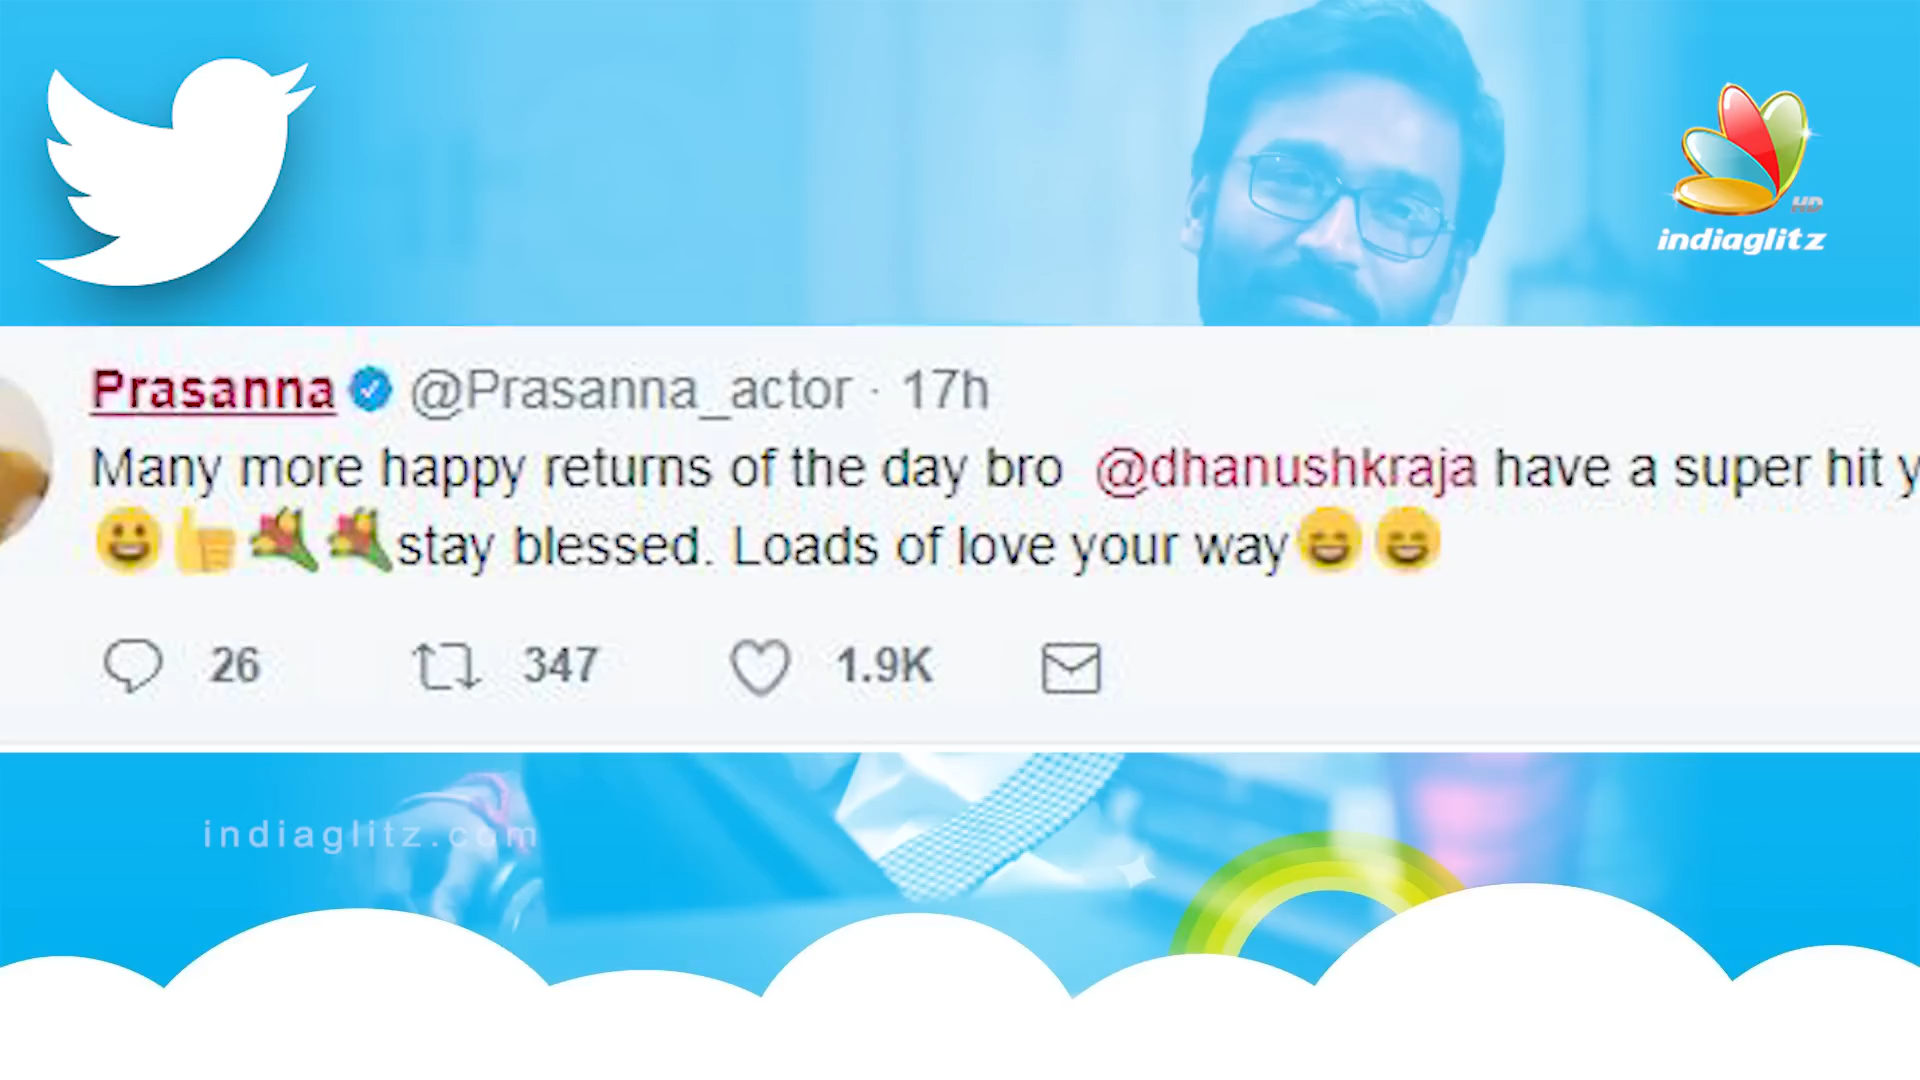 HD
indiaglitz
Prasanna @Prasanna_actor · 17h
Many more happy returns of the day bro @dhanushkraja have a super hit y
😀👍💐💐stay blessed. Loads of love your way😄😄
26 347 1.9K
indiaglitz.com